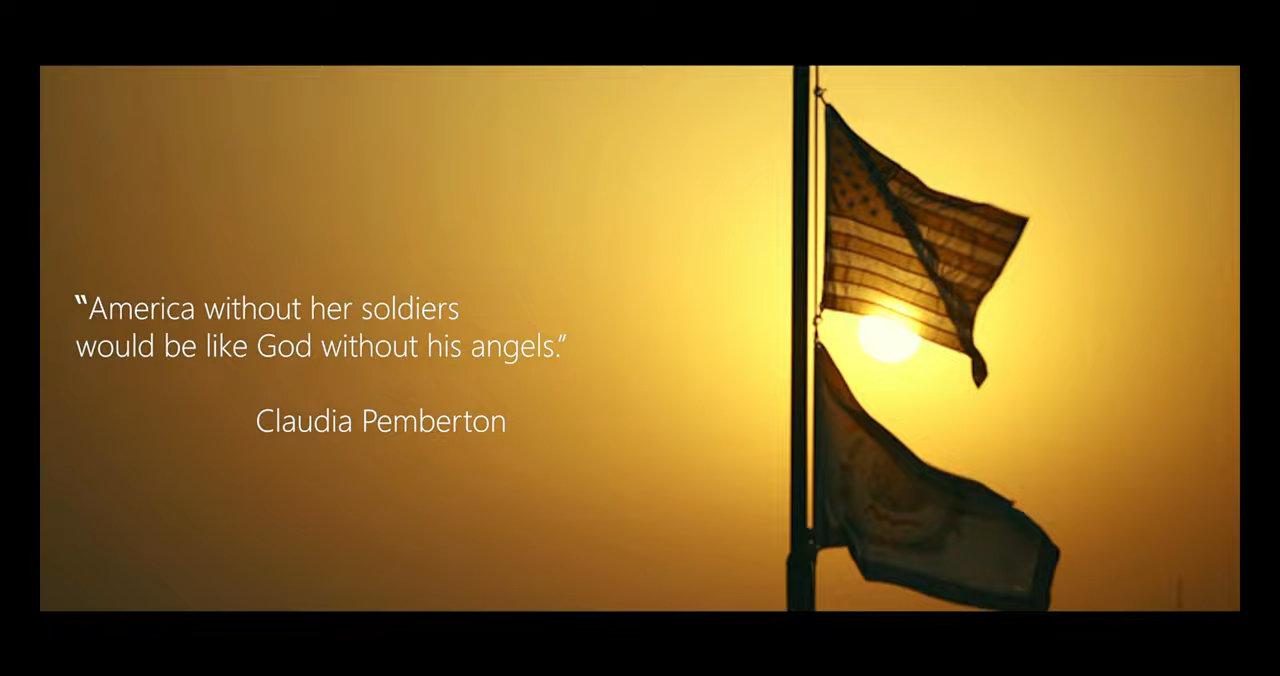 “America without her soldiers
would be like God without his angels.”
Claudia Pemberton